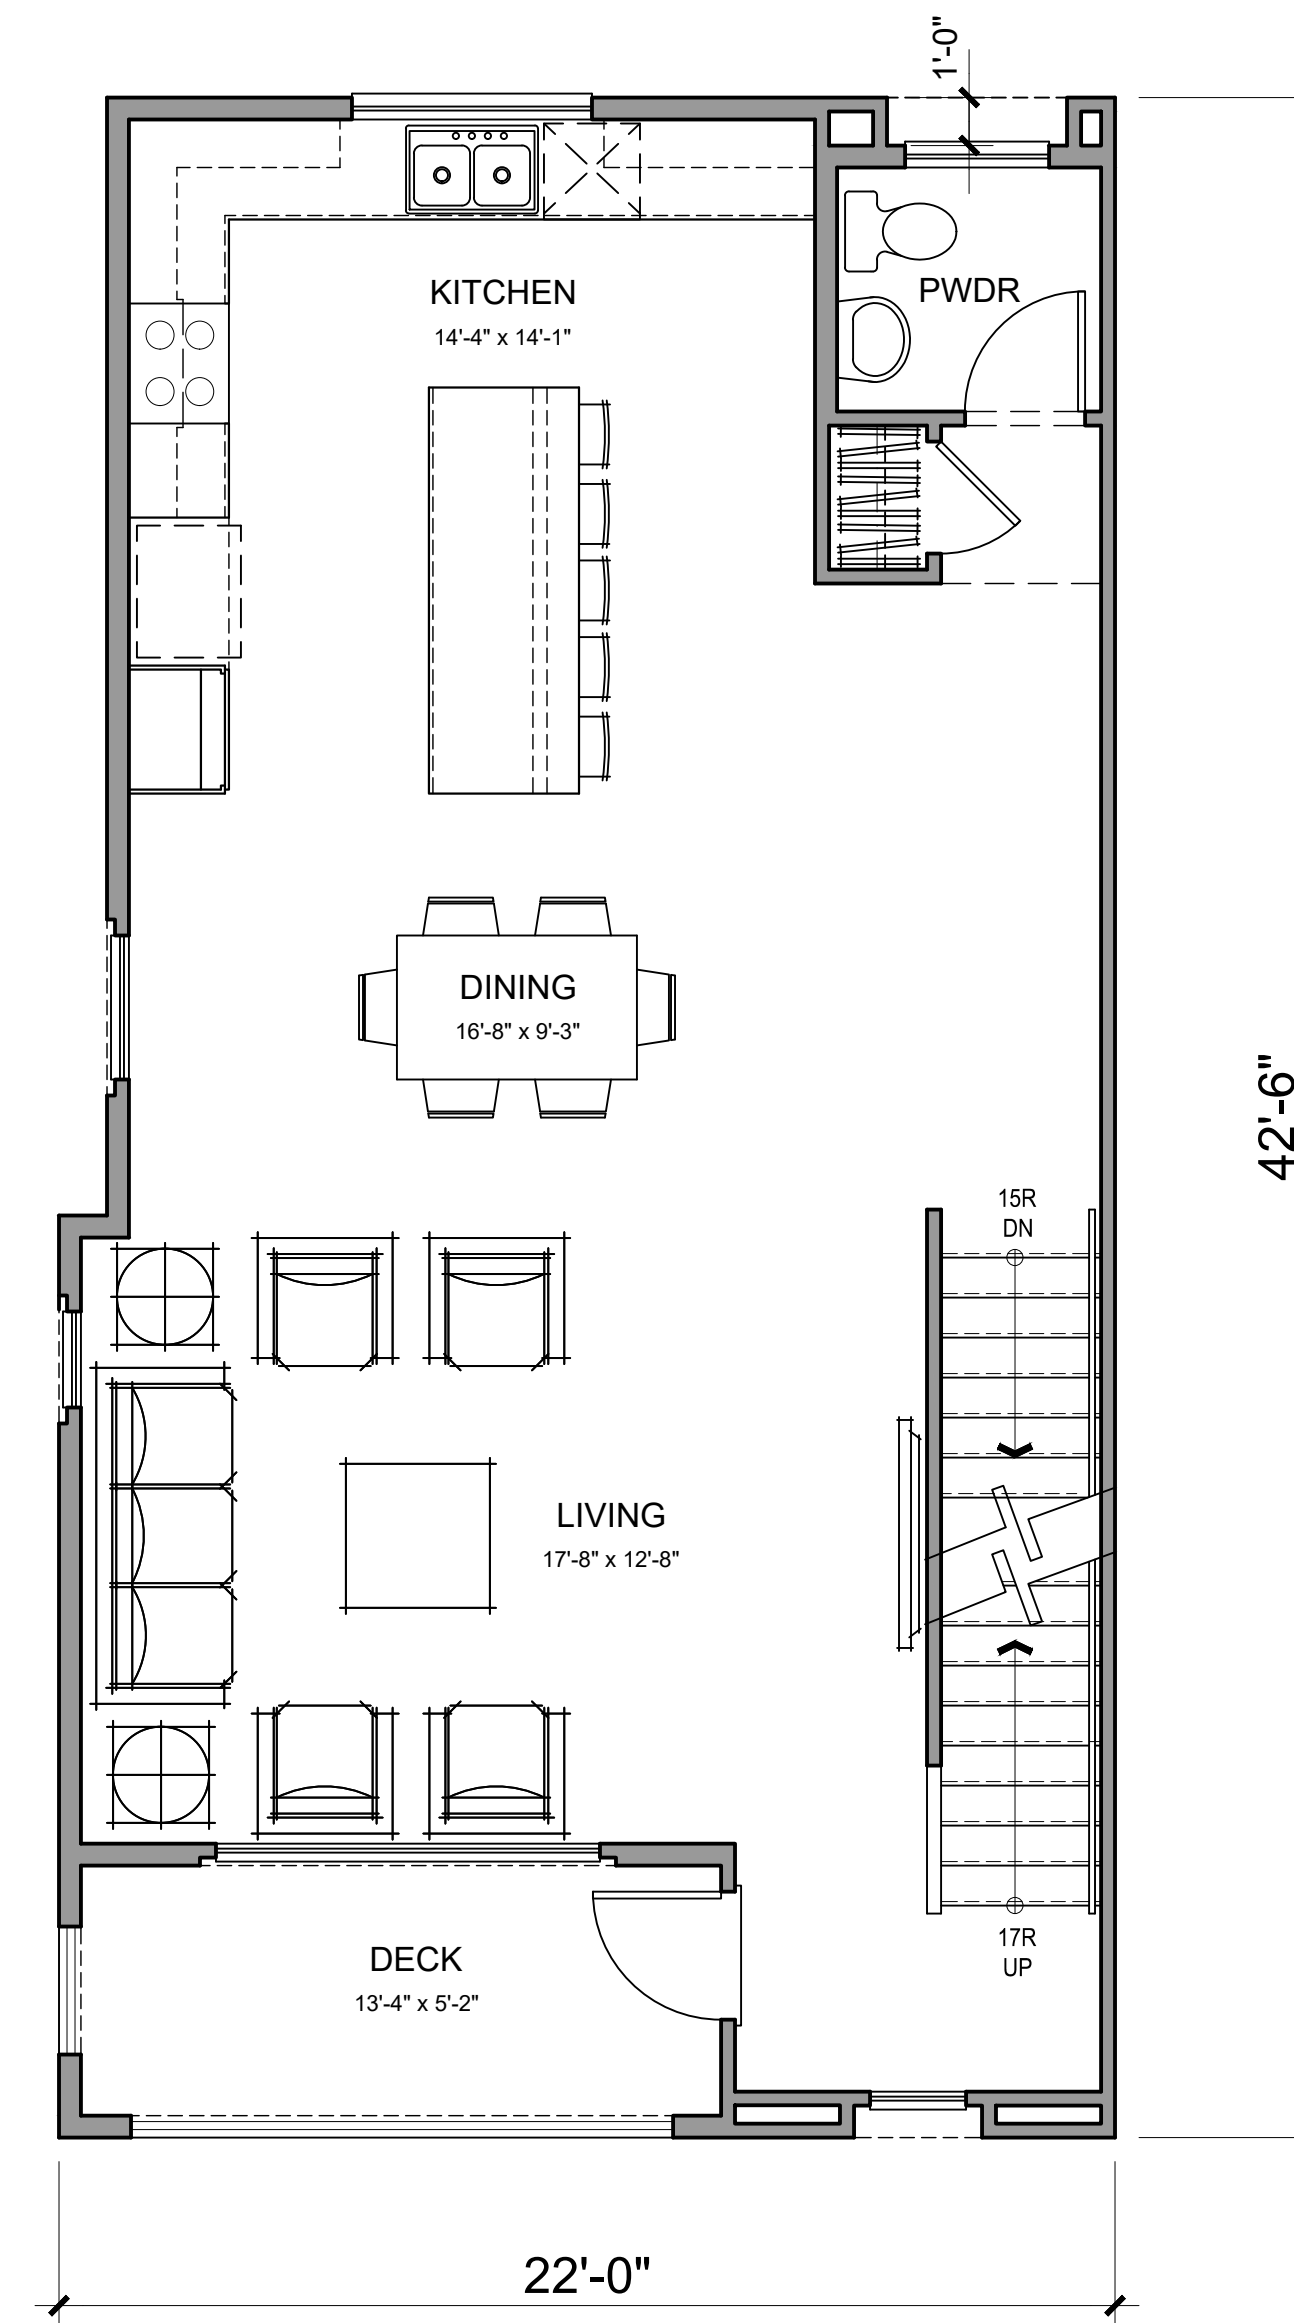 1'-0"
KITCHEN
14'-4" x 14'-1"
PWDR
DINING
16'-8" x 9'-3"
42'-6"
15R
DN
LIVING
17'-8" x 12'-8"
17R
UP
DECK
13'-4" x 5'-2"
22'-0"